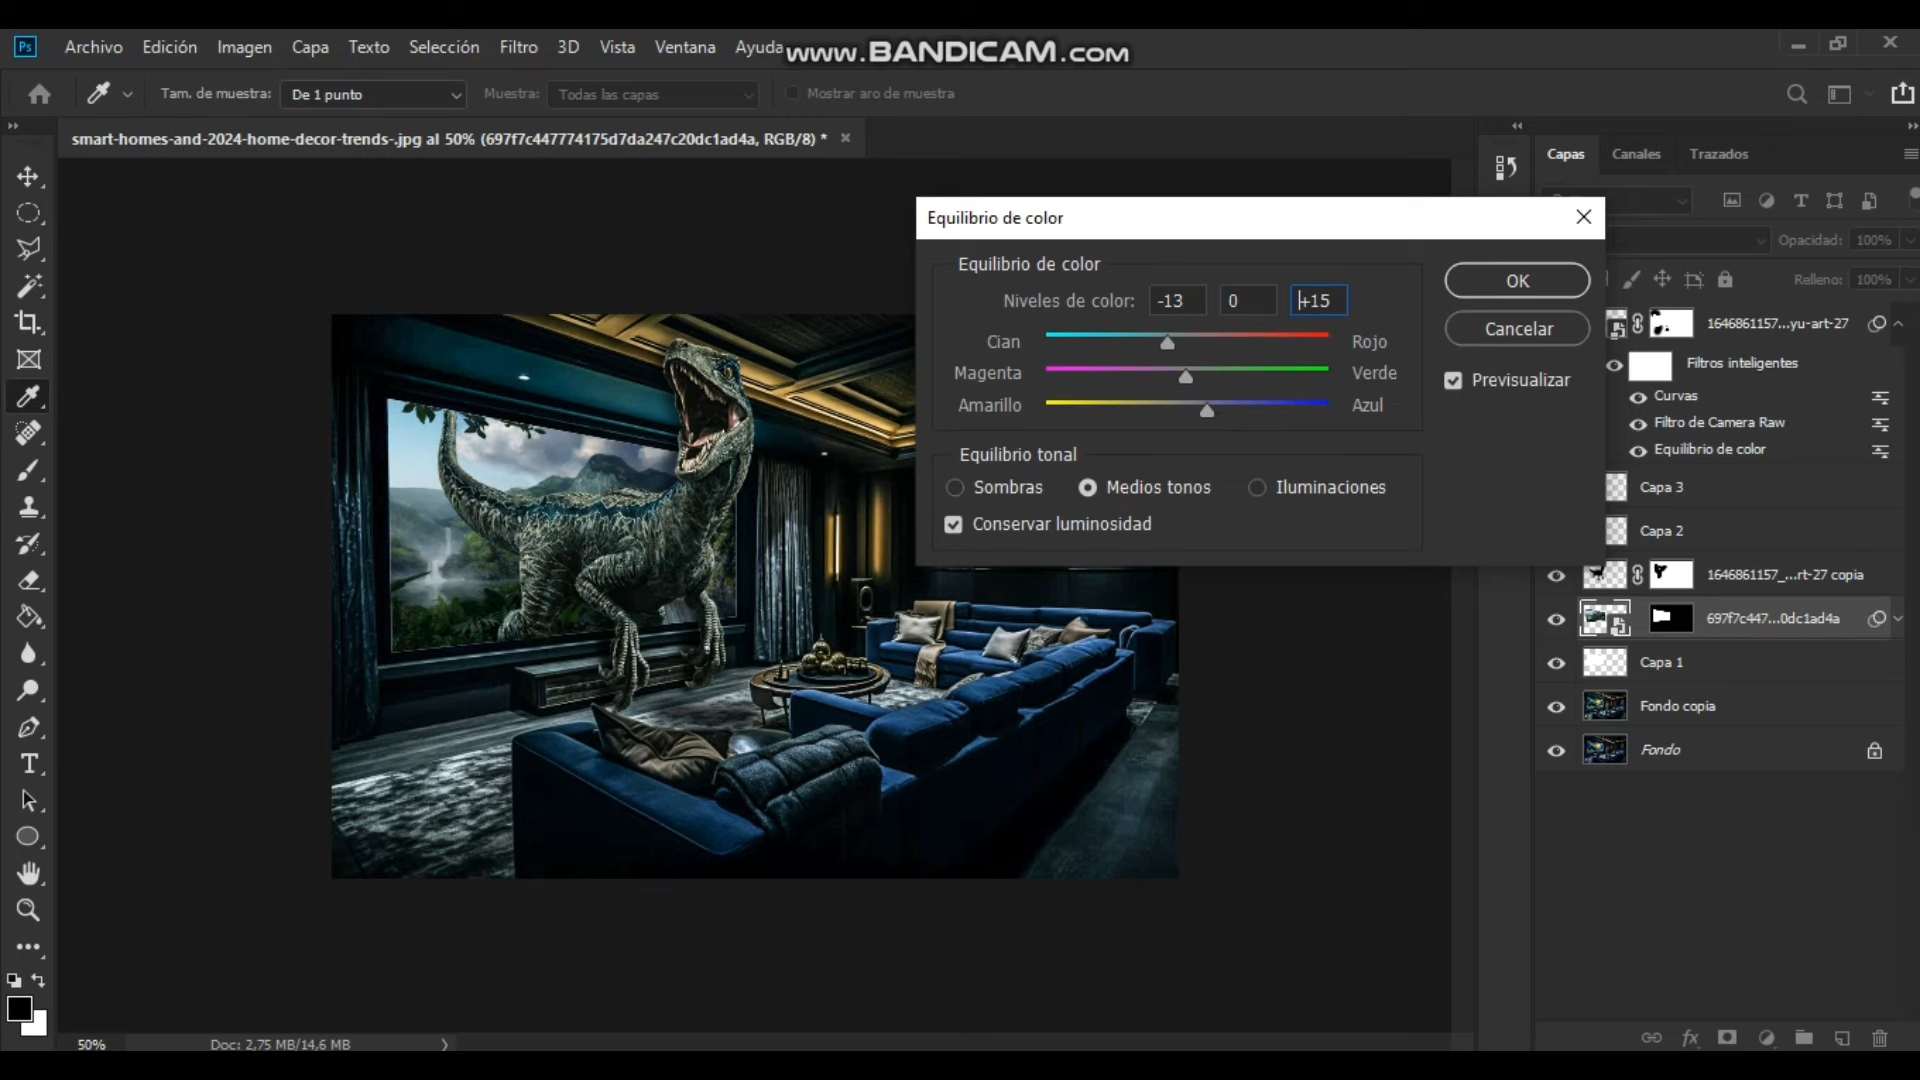 Ps
Archivo Edición Imagen Capa Texto Selección Filtro 3D Vista Ventana Ayuda
www.BANDICAM.com
Tam. de muestra: De 1 punto Muestra: Todas las capas Mostrar aro de muestra
smart-homes-and-2024-home-decor-trends-.jpg al 50% (697f7c447774175d7da247c20dc1ad4a, RGB/8) *
Capas Canales Trazados
Opacidad: 100%
Relleno: 100%
Equilibrio de color
Equilibrio de color
Niveles de color: -13 0 +15
Cian Rojo
Magenta Verde
Amarillo Azul
Equilibrio tonal
Sombras Medios tonos Iluminaciones
Conservar luminosidad
OK
Cancelar
Previsualizar
1646861157...yu-art-27
Filtros inteligentes
Curvas
Filtro de Camera Raw
Equilibrio de color
Capa 3
Capa 2
1646861157_...rt-27 copia
697f7c447...0dc1ad4a
Capa 1
Fondo copia
Fondo
50% Doc: 2,75 MB/14,6 MB